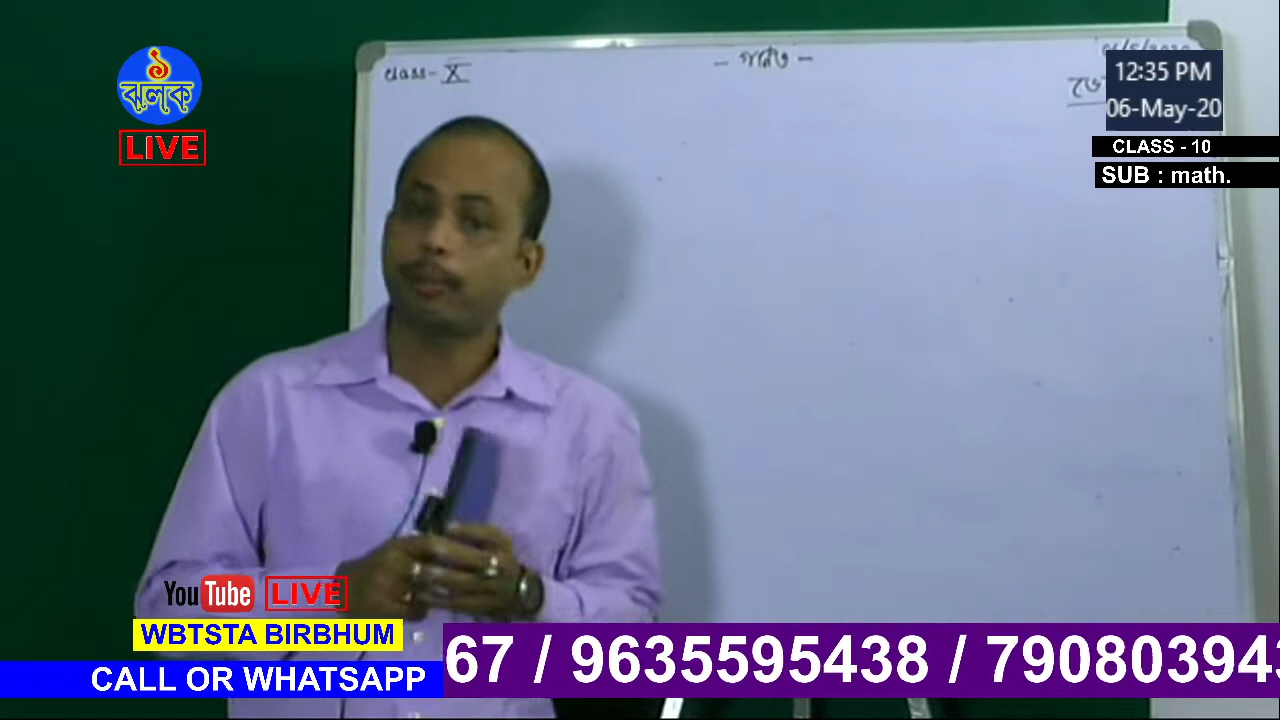 ১
ঝলক
LIVE
Class - X
- গণিত -
12:35 PM
06-May-20
CLASS - 10
SUB : math.
YouTube LIVE
WBTSTA BIRBHUM
CALL OR WHATSAPP
67 / 9635595438 / 790803943